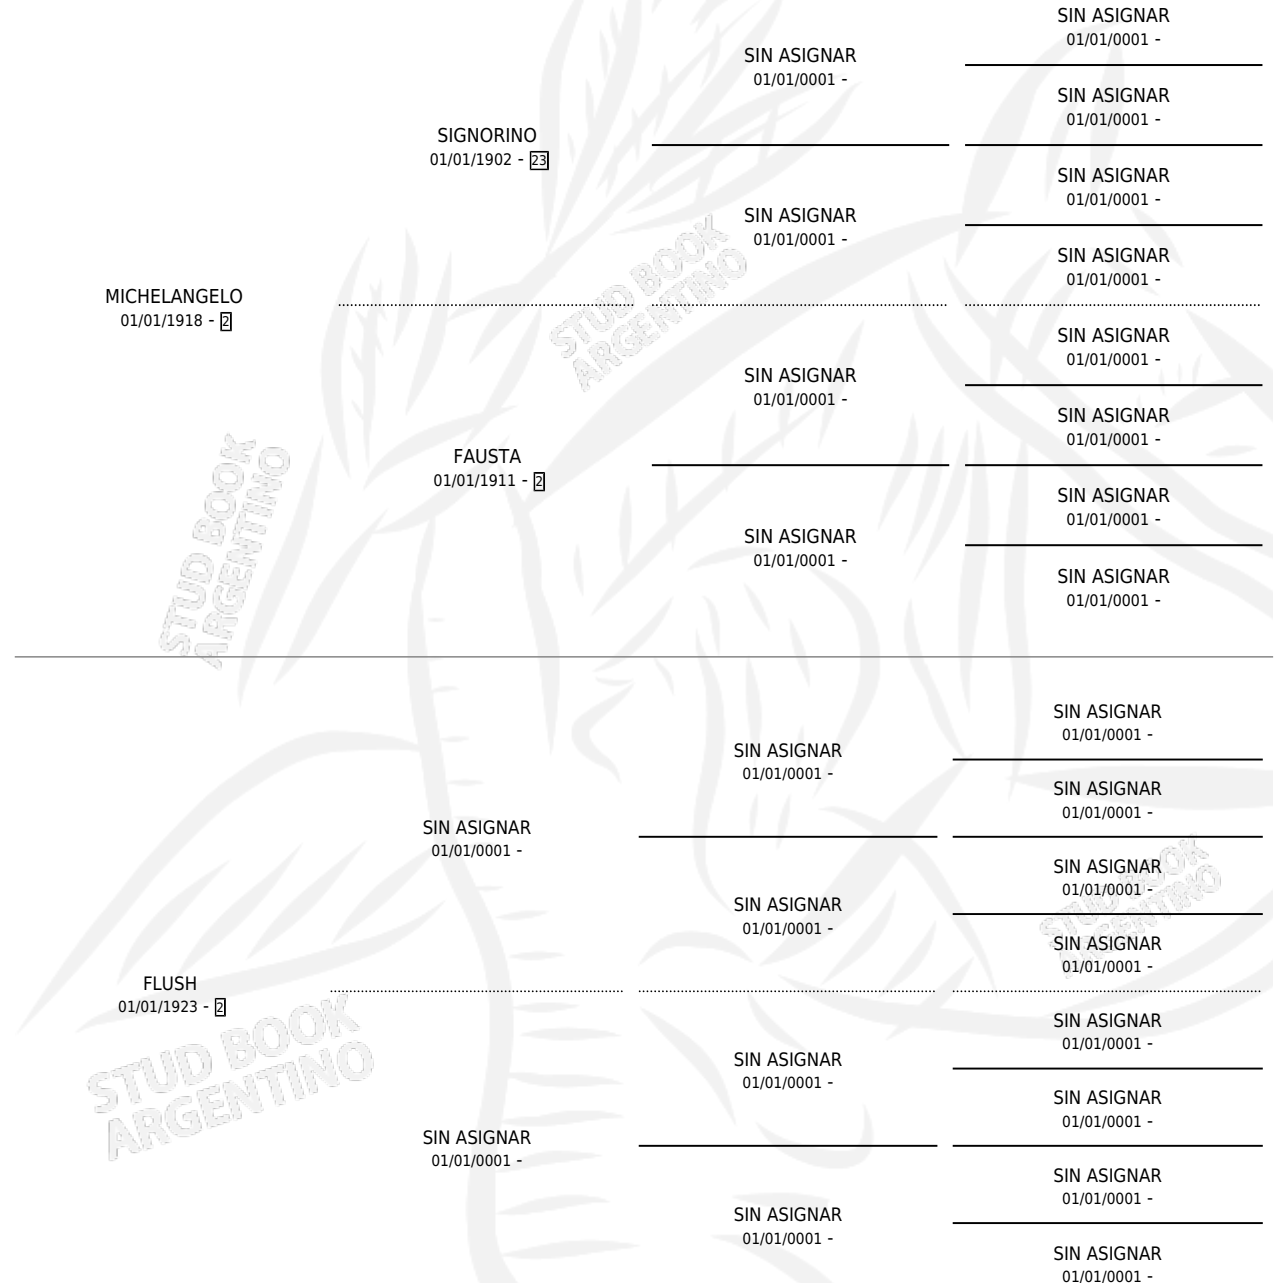 SIN ASIGNAR
01/01/0001 -
SIN ASIGNAR
01/01/0001 -
SIN ASIGNAR
01/01/0001 -
SIGNORINO
01/01/1902 - 23
SIN ASIGNAR
01/01/0001 -
SIN ASIGNAR
01/01/0001 -
SIN ASIGNAR
01/01/0001 -
STUD BOOK
ARGENTINO
MICHELANGELO
01/01/1918 - 2
SIN ASIGNAR
01/01/0001 -
SIN ASIGNAR
01/01/0001 -
SIN ASIGNAR
01/01/0001 -
FAUSTA
01/01/1911 - 2
STUD BOOK
ARGENTINO
SIN ASIGNAR
01/01/0001 -
SIN ASIGNAR
01/01/0001 -
SIN ASIGNAR
01/01/0001 -
SIN ASIGNAR
01/01/0001 -
SIN ASIGNAR
01/01/0001 -
SIN ASIGNAR
01/01/0001 -
SIN ASIGNAR
01/01/0001 -
SIN ASIGNAR
01/01/0001 -
SIN ASIGNAR
01/01/0001 -
SIN ASIGNAR
01/01/0001 -
STUD BOOK
ARGENTINO
SIN ASIGNAR
01/01/0001 -
FLUSH
01/01/1923 - 2
STUD BOOK
ARGENTINO
SIN ASIGNAR
01/01/0001 -
SIN ASIGNAR
01/01/0001 -
SIN ASIGNAR
01/01/0001 -
SIN ASIGNAR
01/01/0001 -
SIN ASIGNAR
01/01/0001 -
SIN ASIGNAR
01/01/0001 -
SIN ASIGNAR
01/01/0001 -